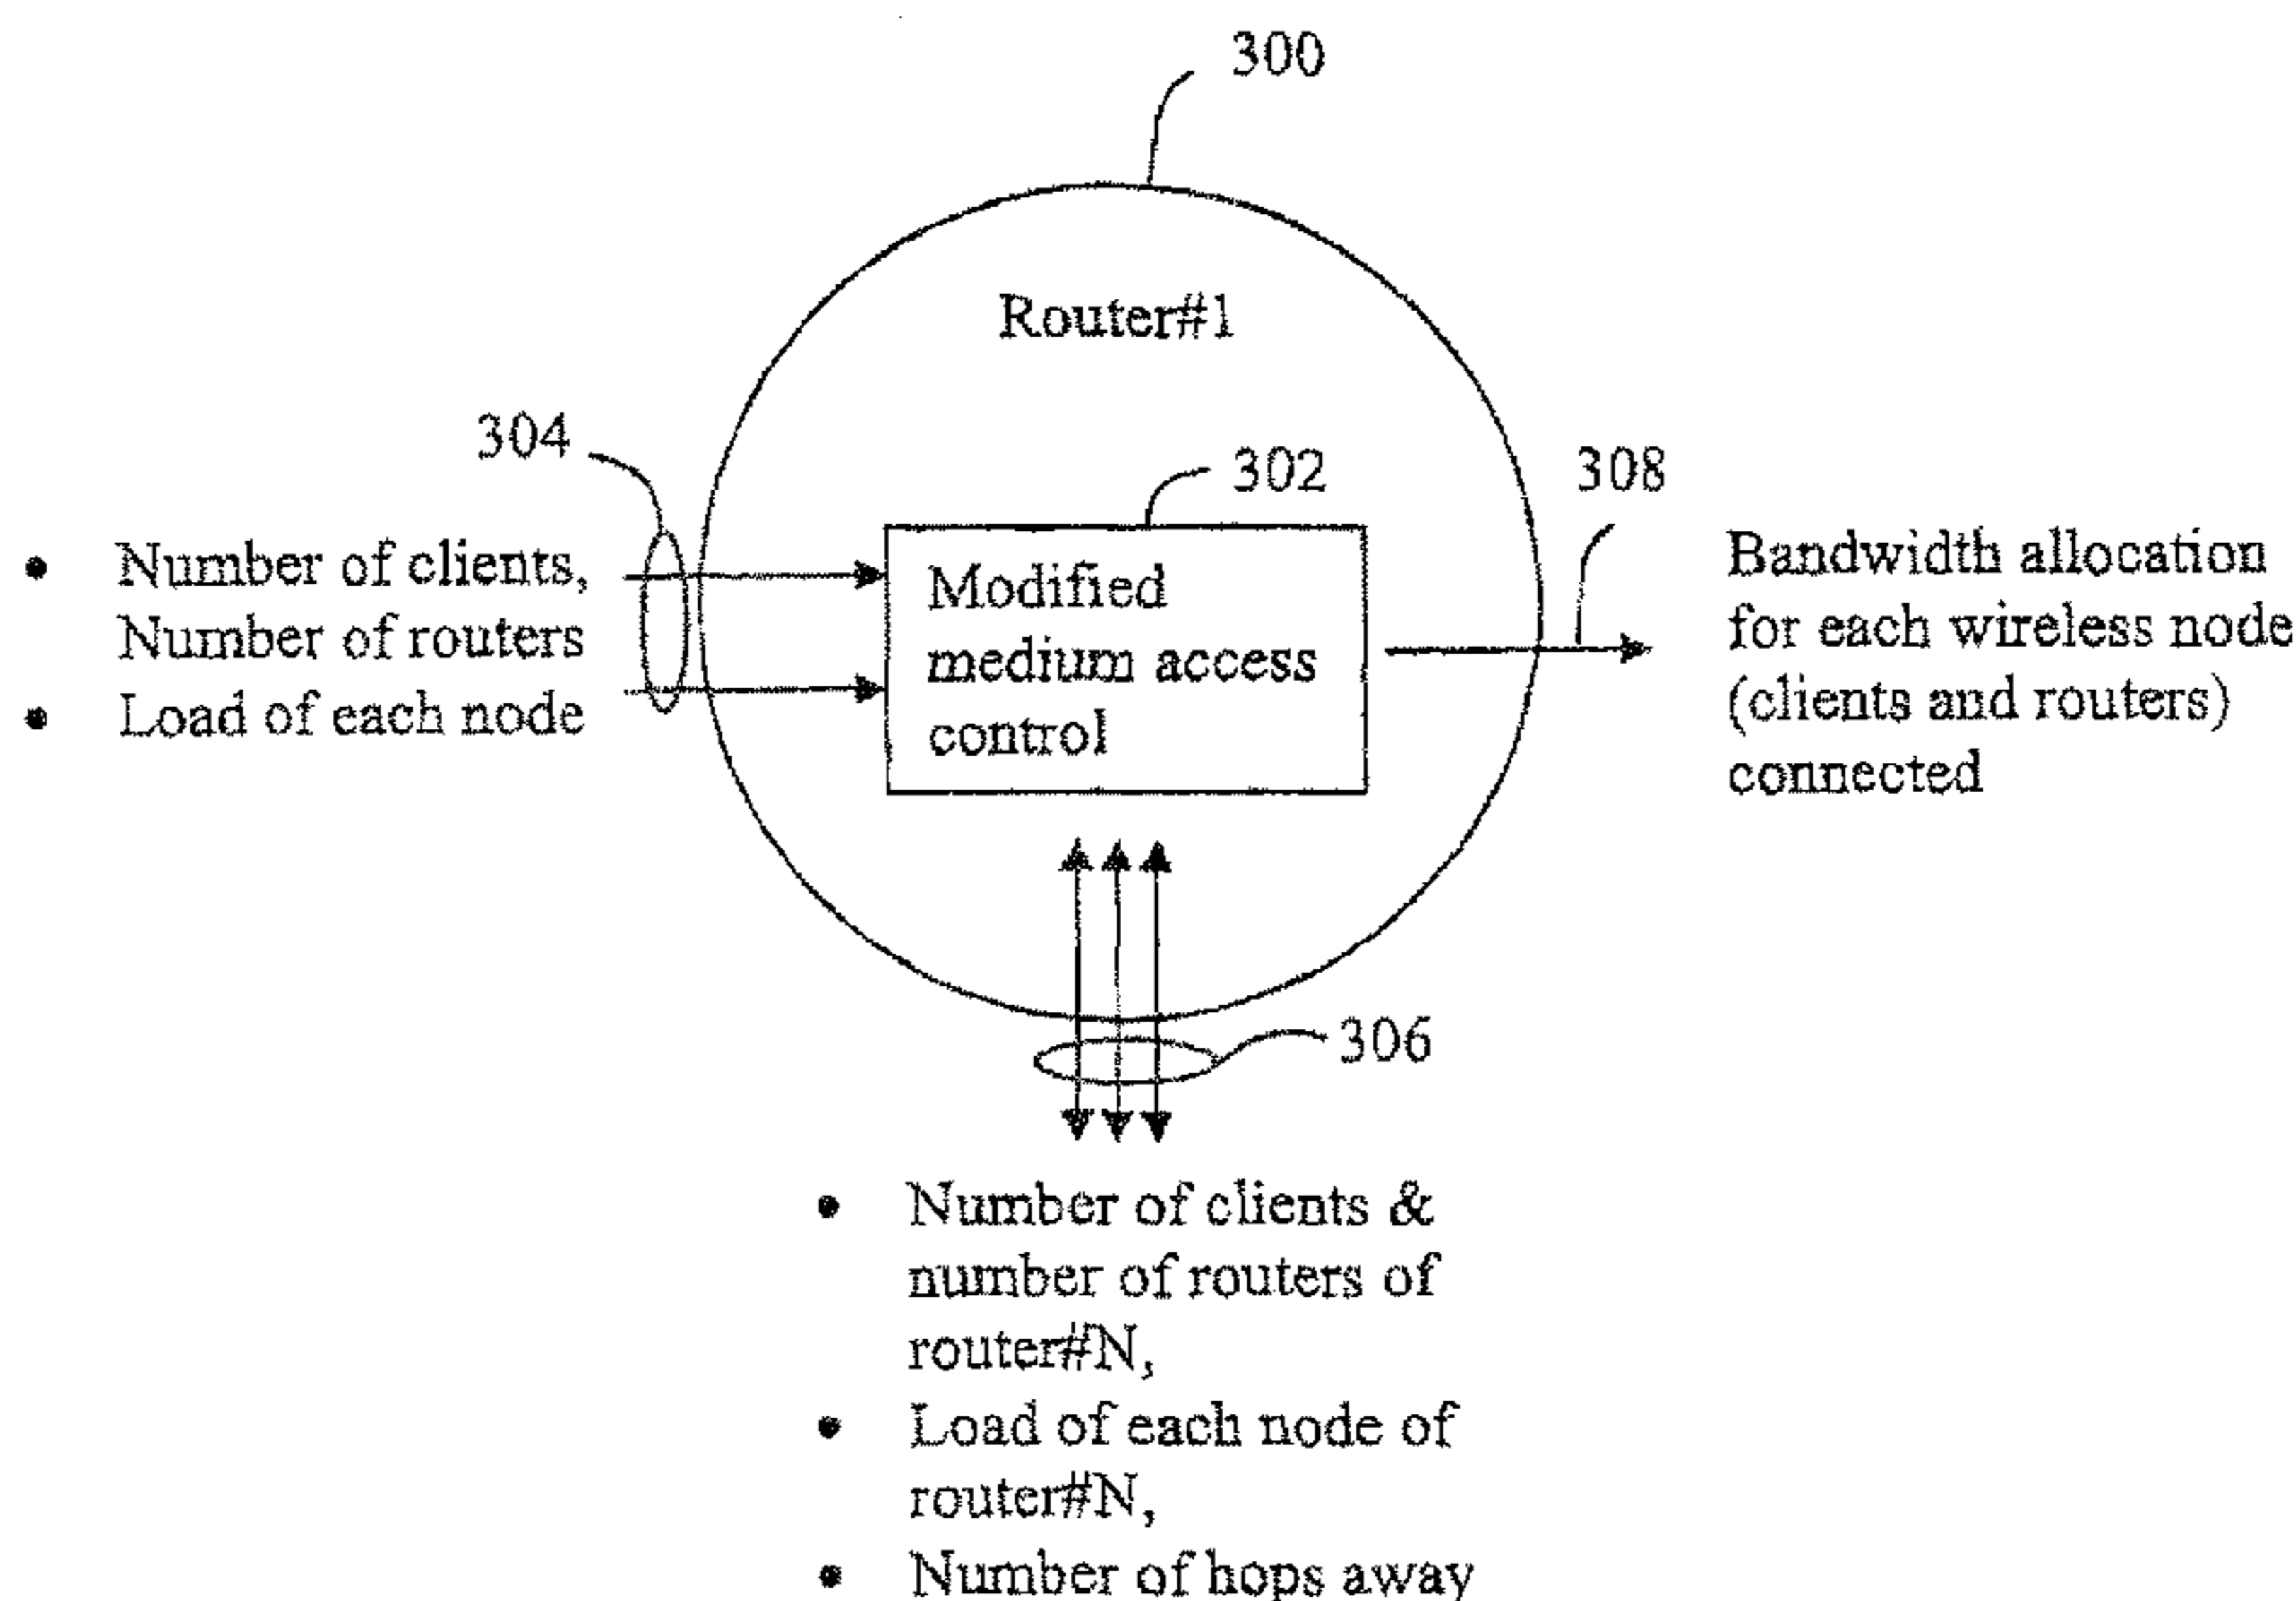 300
Router#1
304
302
308
• Number of clients,
Number of routers
• Load of each node
Modified
medium access
control
Bandwidth allocation
for each wireless node
(clients and routers)
connected
306
• Number of clients &
number of routers of
router#N,
• Load of each node of
router#N,
• Number of hops away